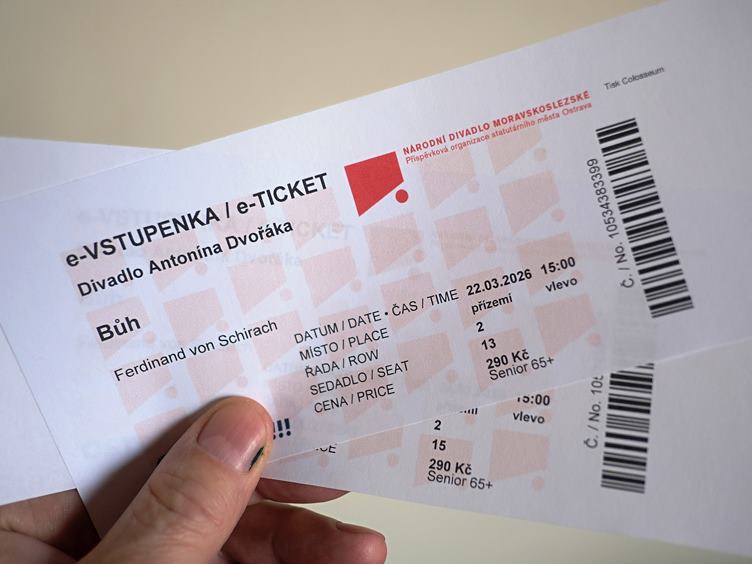 Tisk Colosseum
NÁRODNÍ DIVADLO MORAVSKOSLEZSKÉ
Příspěvková organizace statutárního města Ostrava
e-VSTUPENKA / e-TICKET
Divadlo Antonína Dvořáka
Bůh
Ferdinand von Schirach
DATUM / DATE • ČAS / TIME 22.03.2026 15:00
MÍSTO / PLACE přízemí vlevo
ŘADA / ROW 2
SEDADLO / SEAT 13
CENA / PRICE 290 Kč
Senior 65+
Č. / No. 10534383399
!!!
15:00
vlevo
2
15
290 Kč
Senior 65+
Č. / No. 105